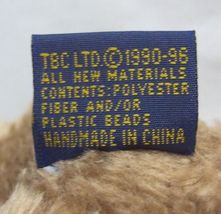 TBC LTD © 1990-96
ALL NEW MATERIALS
CONTENTS: POLYESTER
FIBER AND/OR
PLASTIC BEADS
HANDMADE IN CHINA